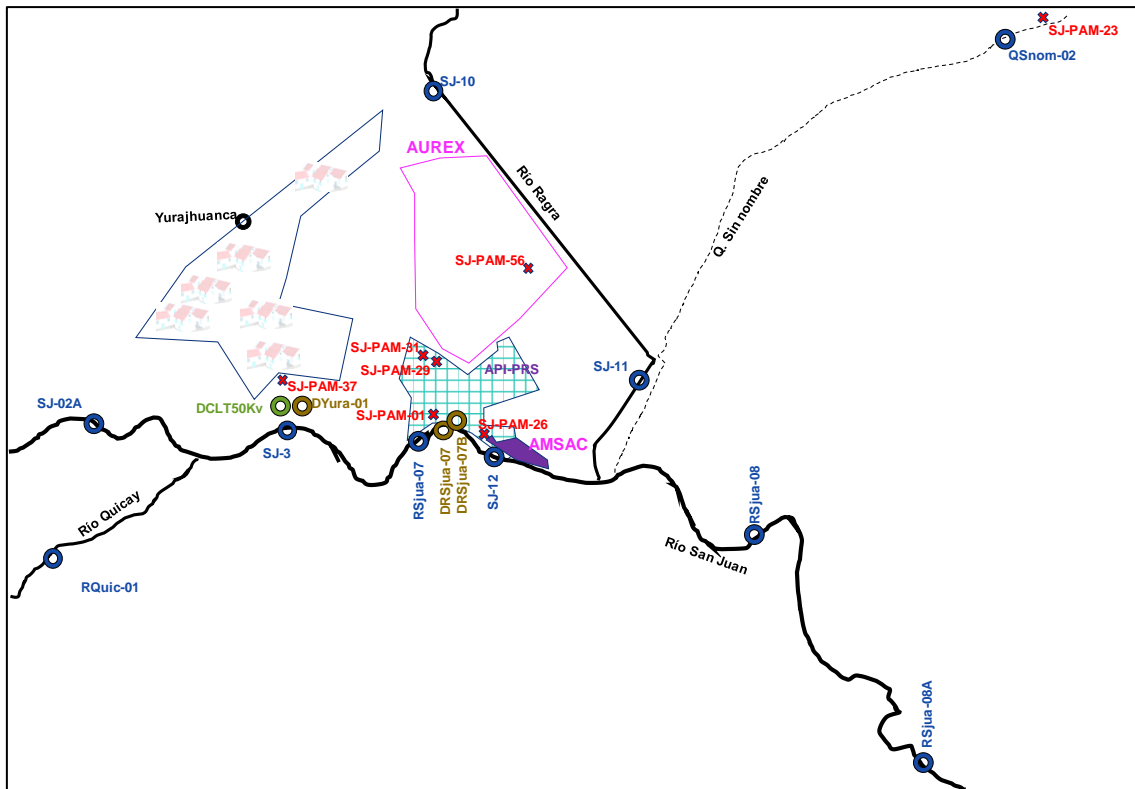 SJ-PAM-23
QSnom-02
SJ-10
AUREX
Río Ragra
Q. Sin nombre
Yurajhuanca
SJ-PAM-56
SJ-PAM-31
SJ-PAM-29
API-PRS
SJ-11
SJ-PAM-37
DCLT50Kv
DYura-01
SJ-PAM-01
SJ-PAM-26
SJ-02A
SJ-3
AMSAC
RSjua-07
DRSjua-07
DRSjua-07B
SJ-12
RSjua-08
Río Quicay
Río San Juan
RQuic-01
RSjua-08A